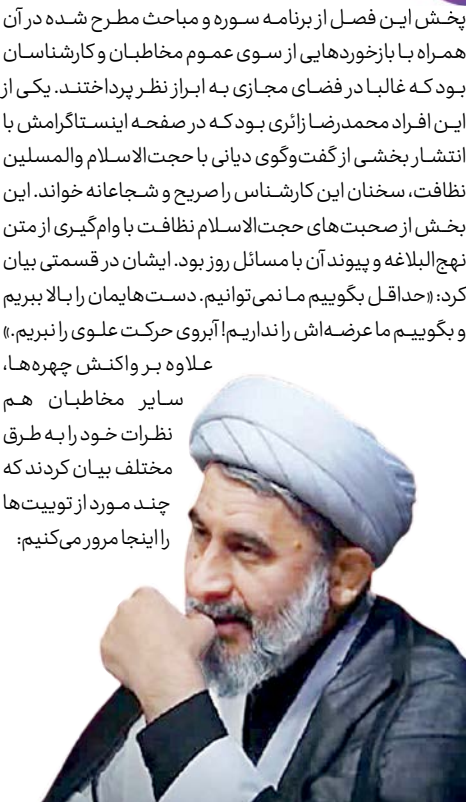 پخش این فصل از برنامه سوره و مباحث مطرح شده در آن
همراه با بازخوردهایی از سوی عموم مخاطبان و کارشناسان
بود که غالبا در فضای مجازی به ابراز نظر پرداختند. یکی از
این افراد محمدرضا زائری بود که در صفحه اینستاگرامش با
انتشار بخشی از گفت‌وگوی دیانی با حجت‌الاسلام والمسلین
نظافت، سخنان این کارشناس را صریح و شجاعانه خواند. این
بخش از صحبت‌های حجت‌الاسلام نظافت با وام‌گیری از متن
نهج‌البلاغه و پیوند آن با مسائل روز بود. ایشان در قسمتی بیان
کرد: «حداقل بگوییم ما نمی‌توانیم. دست‌هایمان را بالا ببریم
و بگوییم ما عرضه‌اش را نداریم! آبروی حرکت علوی را نبریم.»
علاوه بر واکنش چهره‌ها،
سایر مخاطبان هم
نظرات خود را به طرق
مختلف بیان کردند که
چند مورد از توییت‌ها
را اینجا مرور می‌کنیم: